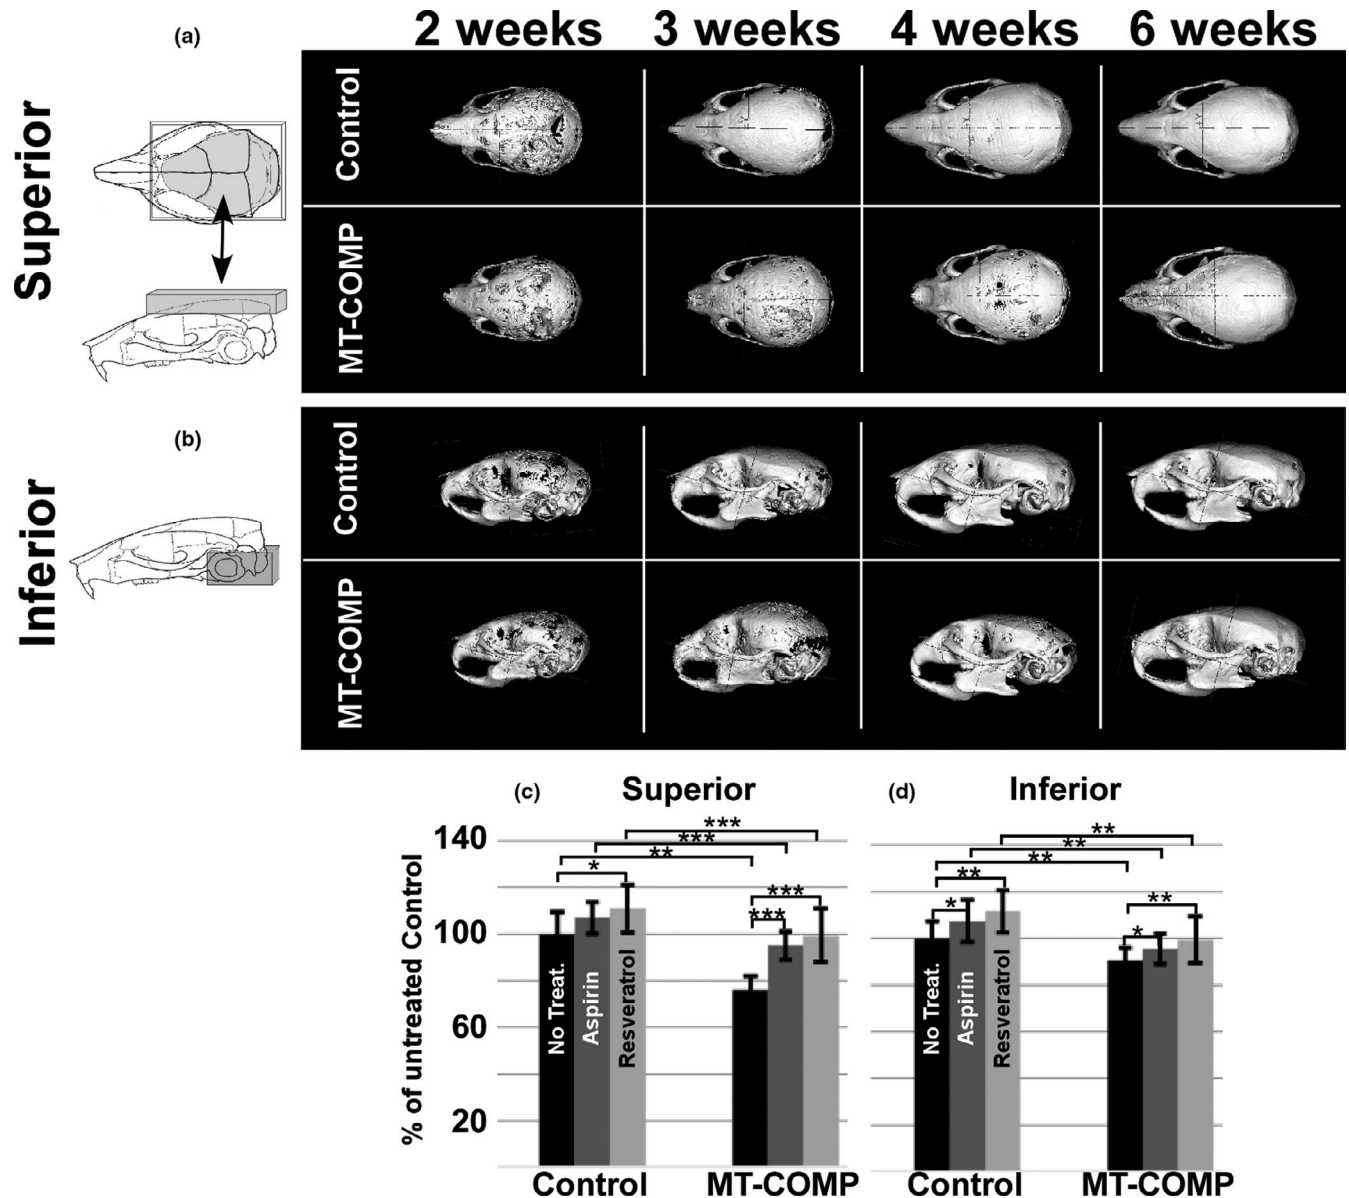 (a)
2 weeks 3 weeks 4 weeks 6 weeks
Superior
Control
MT-COMP
(b)
Inferior
Control
MT-COMP
(c) Superior
(d) Inferior
% of untreated Control
140
100
60
20
***
***
**
*
***
***
No Treat.
Aspirin
Resveratrol
Control MT-COMP
**
**
**
**
*
**
*
No Treat.
Aspirin
Resveratrol
Control MT-COMP